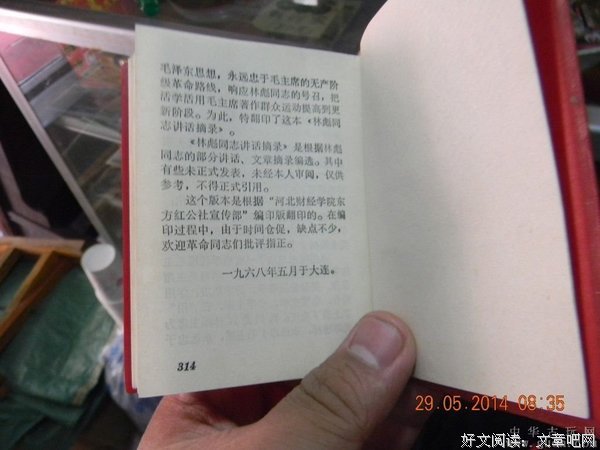 毛泽东思想，永远忠于毛主席的无产阶
级革命路线，响应林彪同志的号召，把
活学活用毛主席著作群众运动提高到更
新阶段。为此，特翻印了这本《林彪同
志讲话摘录》。
《林彪同志讲话摘录》是根据林彪
同志的部分讲话、文章摘录编选。其中
有些未正式发表，未经本人审阅，仅供
参考，不得正式引用。
这个版本是根据“河北财经学院东
方红公社宣传部”编印版翻印的。在编
印过程中，由于时间仓促，缺点不少，
欢迎革命同志们批评指正。
一九六八年五月于大连。
314
29.05.2014 08:35
中华古玩网
好文阅读：文章吧网